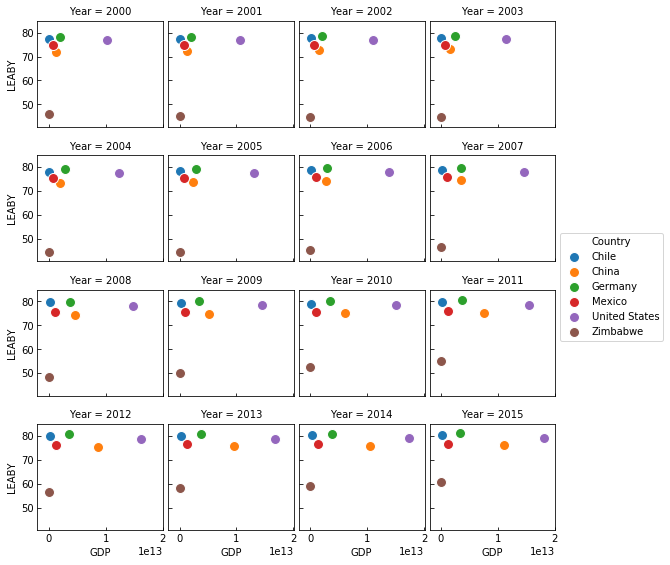 Year = 2000 Year = 2001 Year = 2002 Year = 2003
80
70
60
50
LEABY
Year = 2004 Year = 2005 Year = 2006 Year = 2007
80
70
60
50
LEABY
Country
Chile
China
Germany
Mexico
United States
Zimbabwe
Year = 2008 Year = 2009 Year = 2010 Year = 2011
80
70
60
50
LEABY
Year = 2012 Year = 2013 Year = 2014 Year = 2015
80
70
60
50
LEABY
0 1 2 0 1 2 0 1 2 0 1 2
GDP 1e13 GDP 1e13 GDP 1e13 GDP 1e13